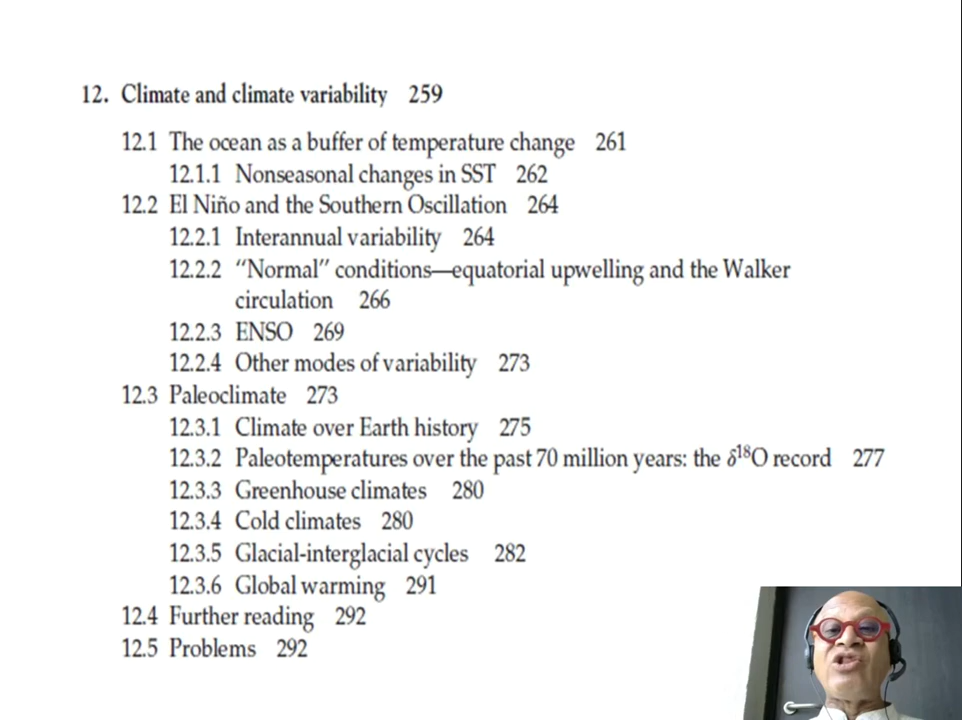 12. Climate and climate variability 259
12.1 The ocean as a buffer of temperature change 261
12.1.1 Nonseasonal changes in SST 262
12.2 El Niño and the Southern Oscillation 264
12.2.1 Interannual variability 264
12.2.2 “Normal” conditions—equatorial upwelling and the Walker
circulation 266
12.2.3 ENSO 269
12.2.4 Other modes of variability 273
12.3 Paleoclimate 273
12.3.1 Climate over Earth history 275
12.3.2 Paleotemperatures over the past 70 million years: the δ¹⁸O record 277
12.3.3 Greenhouse climates 280
12.3.4 Cold climates 280
12.3.5 Glacial-interglacial cycles 282
12.3.6 Global warming 291
12.4 Further reading 292
12.5 Problems 292